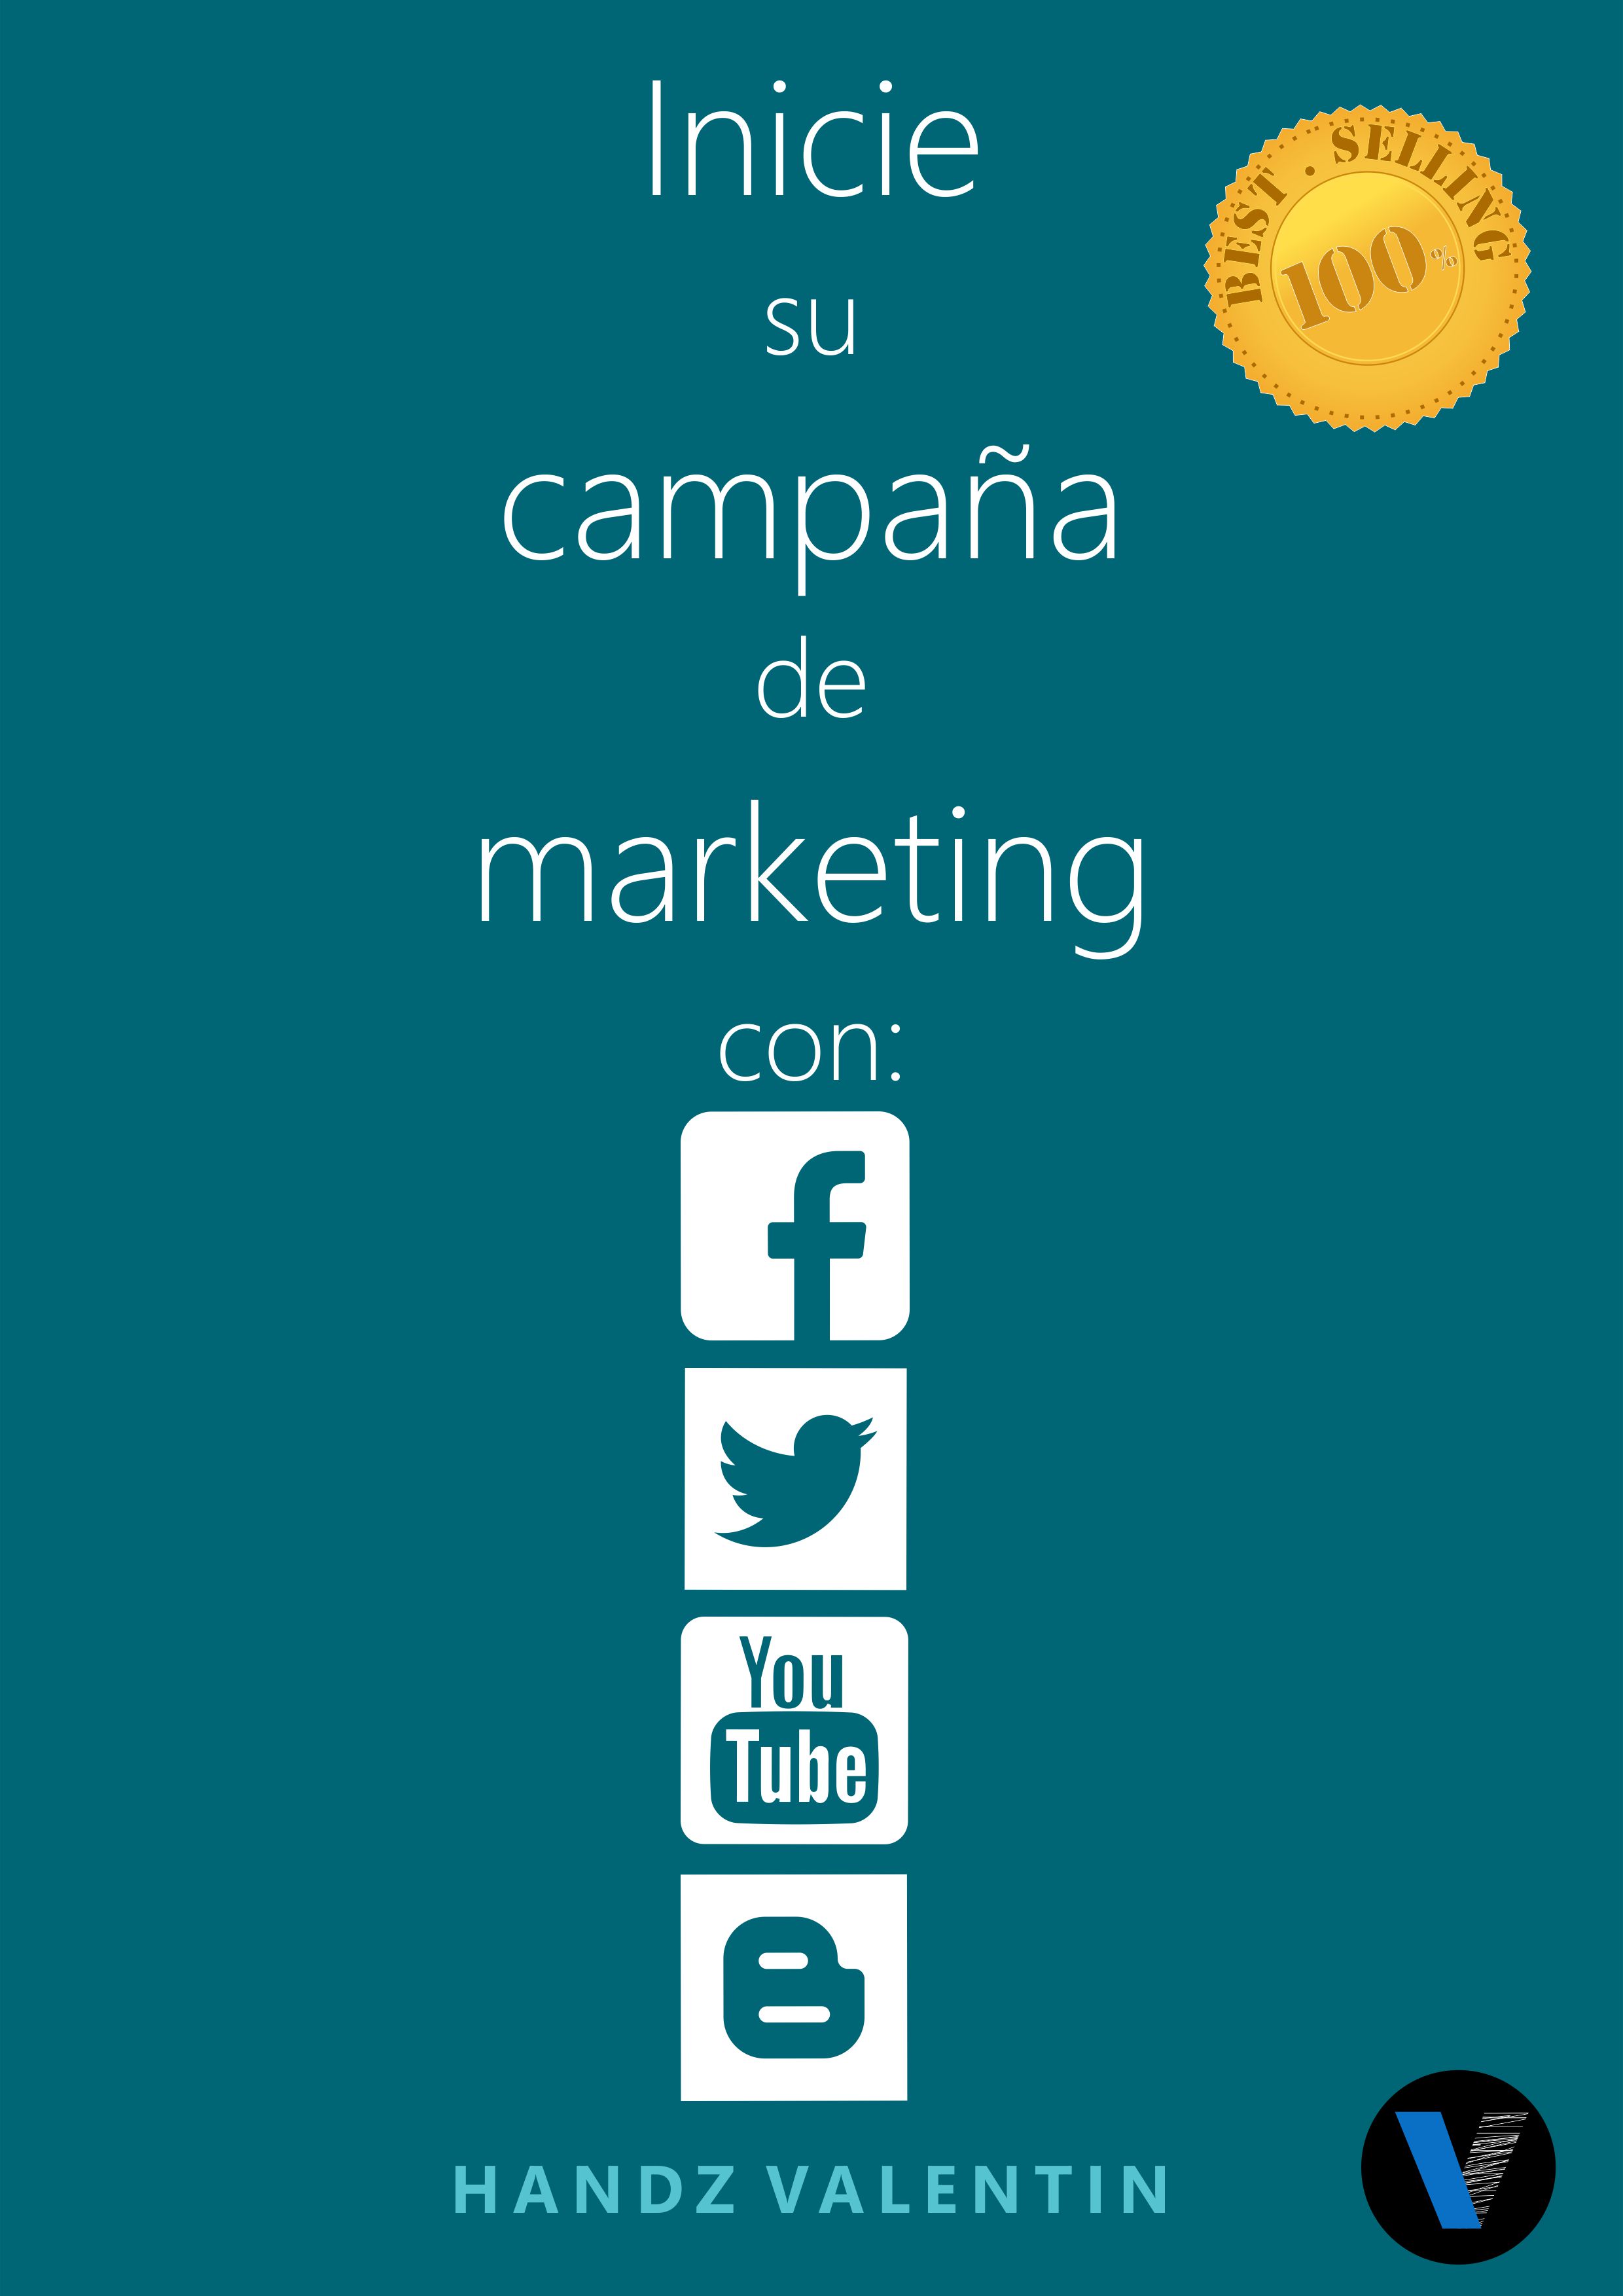 Inicie
su
campaña
de
marketing
con:
BEST · SELLING
100%
You
Tube
HANDZ VALENTIN